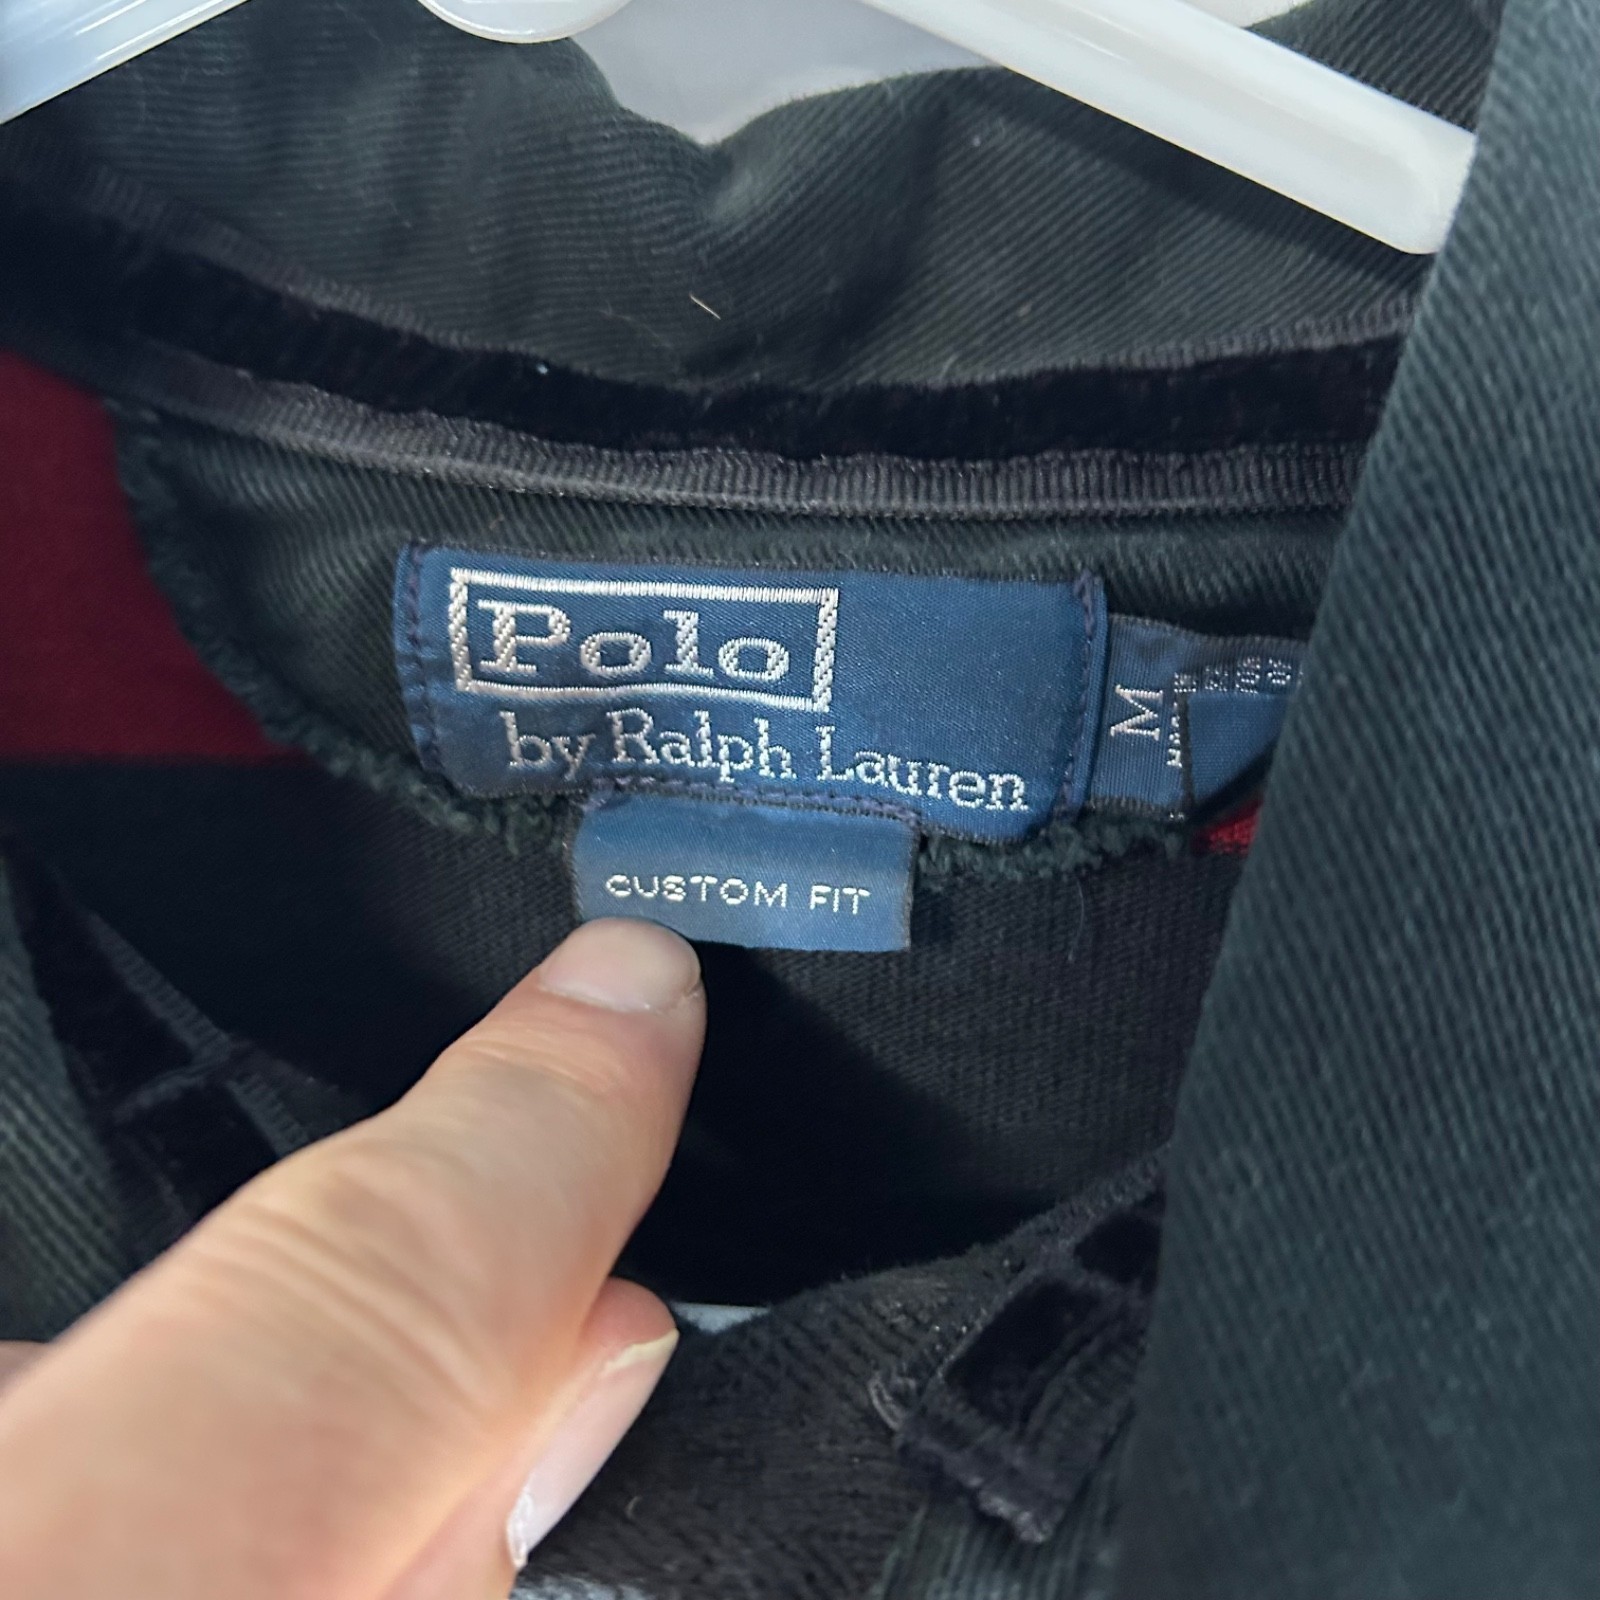 Polo
by Ralph Lauren
M
CUSTOM FIT